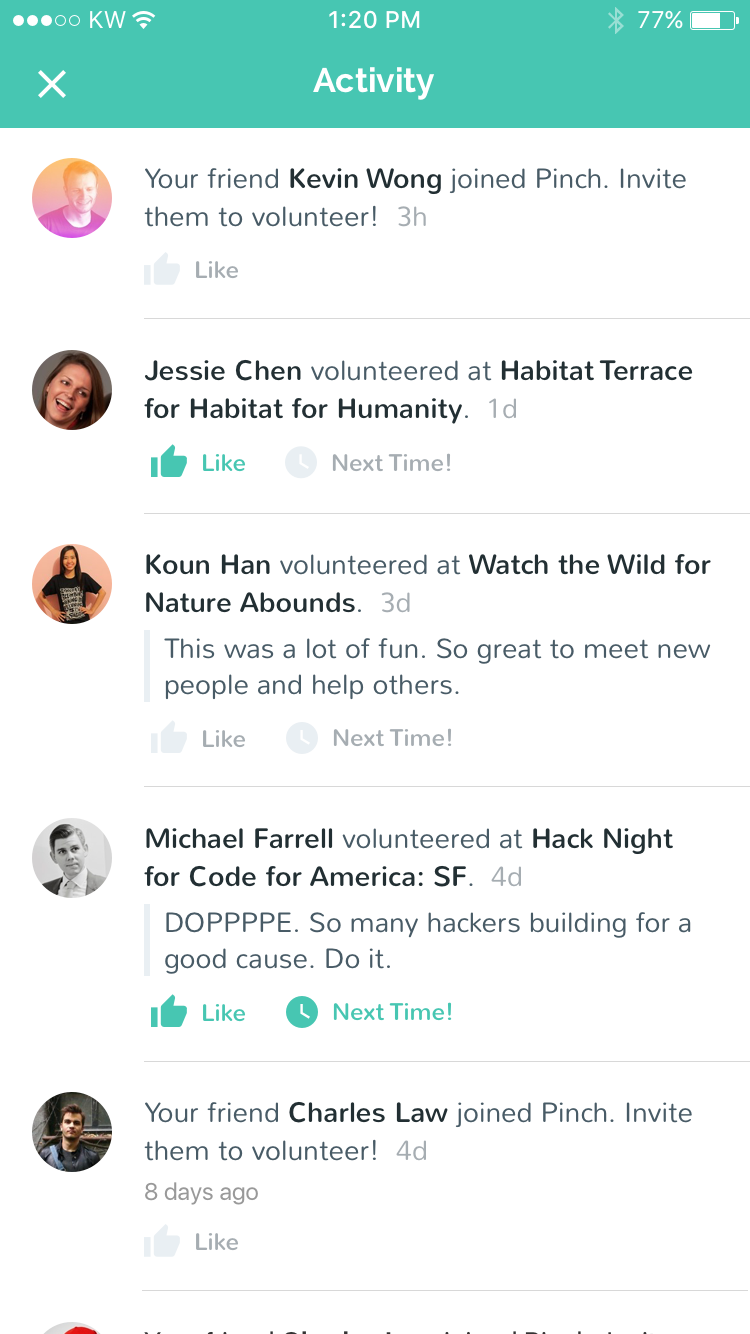 KW 1:20 PM 77%
Activity
Your friend Kevin Wong joined Pinch. Invite
them to volunteer! 3h
Like
Jessie Chen volunteered at Habitat Terrace
for Habitat for Humanity. 1d
Like Next Time!
Koun Han volunteered at Watch the Wild for
Nature Abounds. 3d
This was a lot of fun. So great to meet new
people and help others.
Like Next Time!
Michael Farrell volunteered at Hack Night
for Code for America: SF. 4d
DOPPPPE. So many hackers building for a
good cause. Do it.
Like Next Time!
Your friend Charles Law joined Pinch. Invite
them to volunteer! 4d
8 days ago
Like